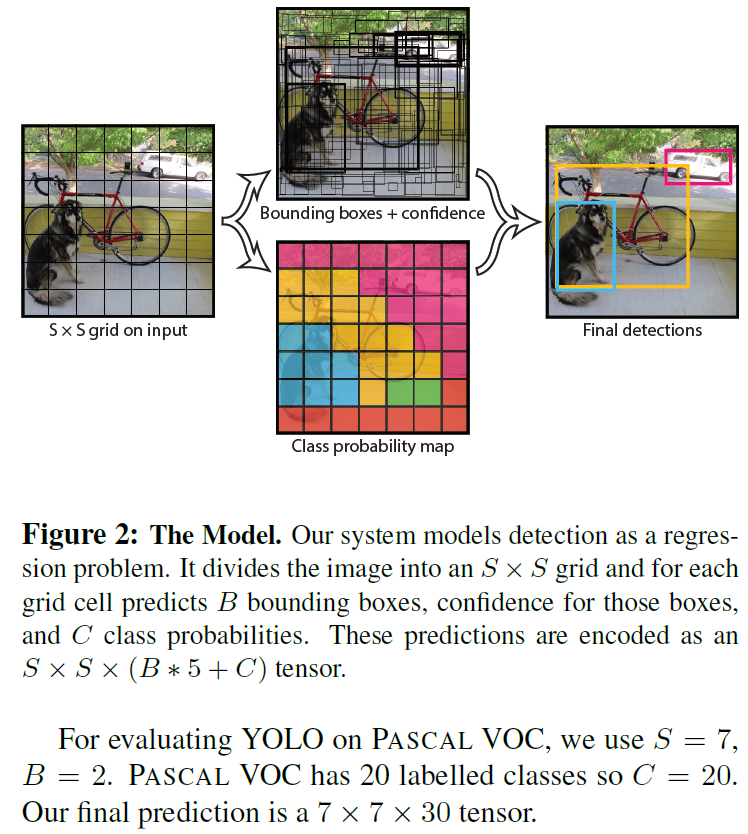 Bounding boxes + confidence
S × S grid on input
Final detections
Class probability map
Figure 2: The Model. Our system models detection as a regres-
sion problem. It divides the image into an S × S grid and for each
grid cell predicts B bounding boxes, confidence for those boxes,
and C class probabilities. These predictions are encoded as an
S × S × (B ∗ 5 + C) tensor.
For evaluating YOLO on PASCAL VOC, we use S = 7,
B = 2. PASCAL VOC has 20 labelled classes so C = 20.
Our final prediction is a 7 × 7 × 30 tensor.